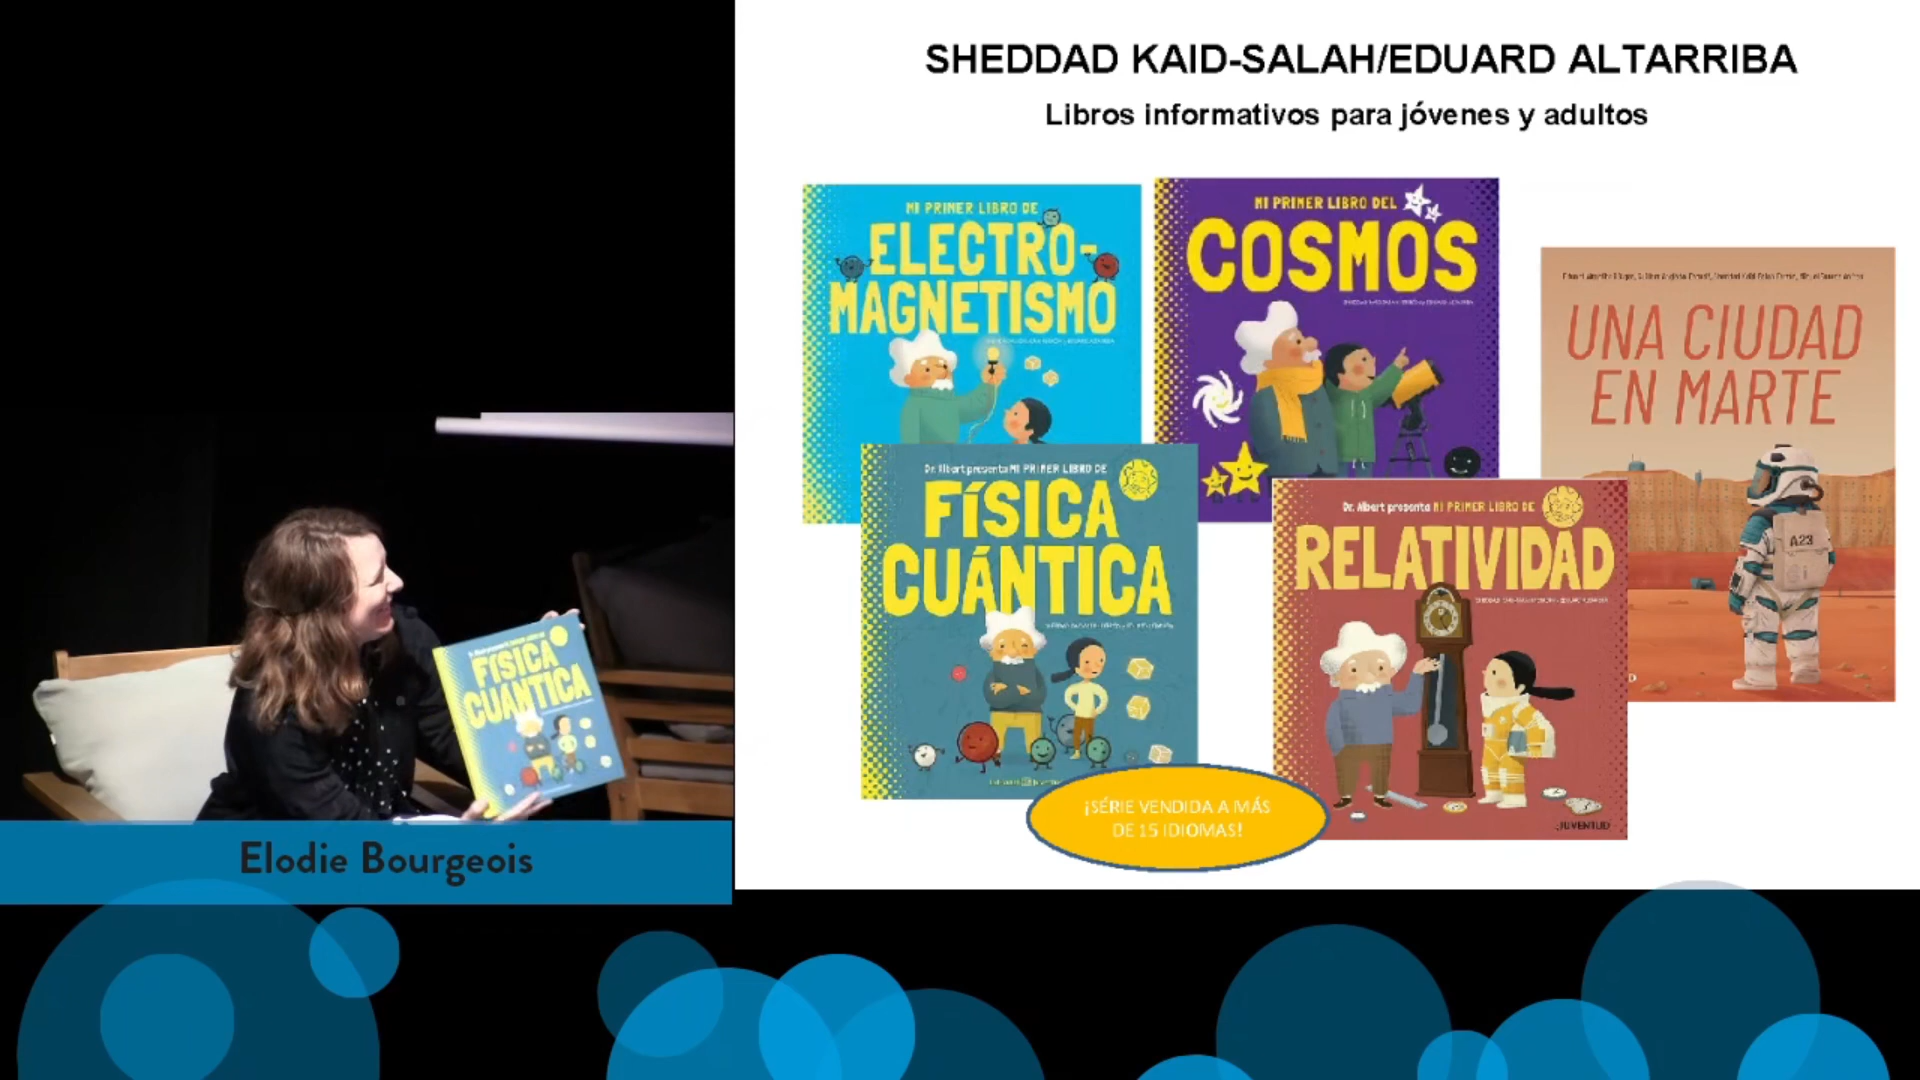 SHEDDAD KAID-SALAH/EDUARD ALTARRIBA
Libros informativos para jóvenes y adultos
MI PRIMER LIBRO DE
ELECTRO-
MAGNETISMO
MI PRIMER LIBRO DEL
COSMOS
UNA CIUDAD
EN MARTE
A23
Dr. Albert presenta MI PRIMER LIBRO DE
FÍSICA
CUÁNTICA
Dr. Albert presenta MI PRIMER LIBRO DE
RELATIVIDAD
JUVENTUD
¡SÉRIE VENDIDA A MÁS
DE 15 IDIOMAS!
FÍSICA
CUÁNTICA
Elodie Bourgeois